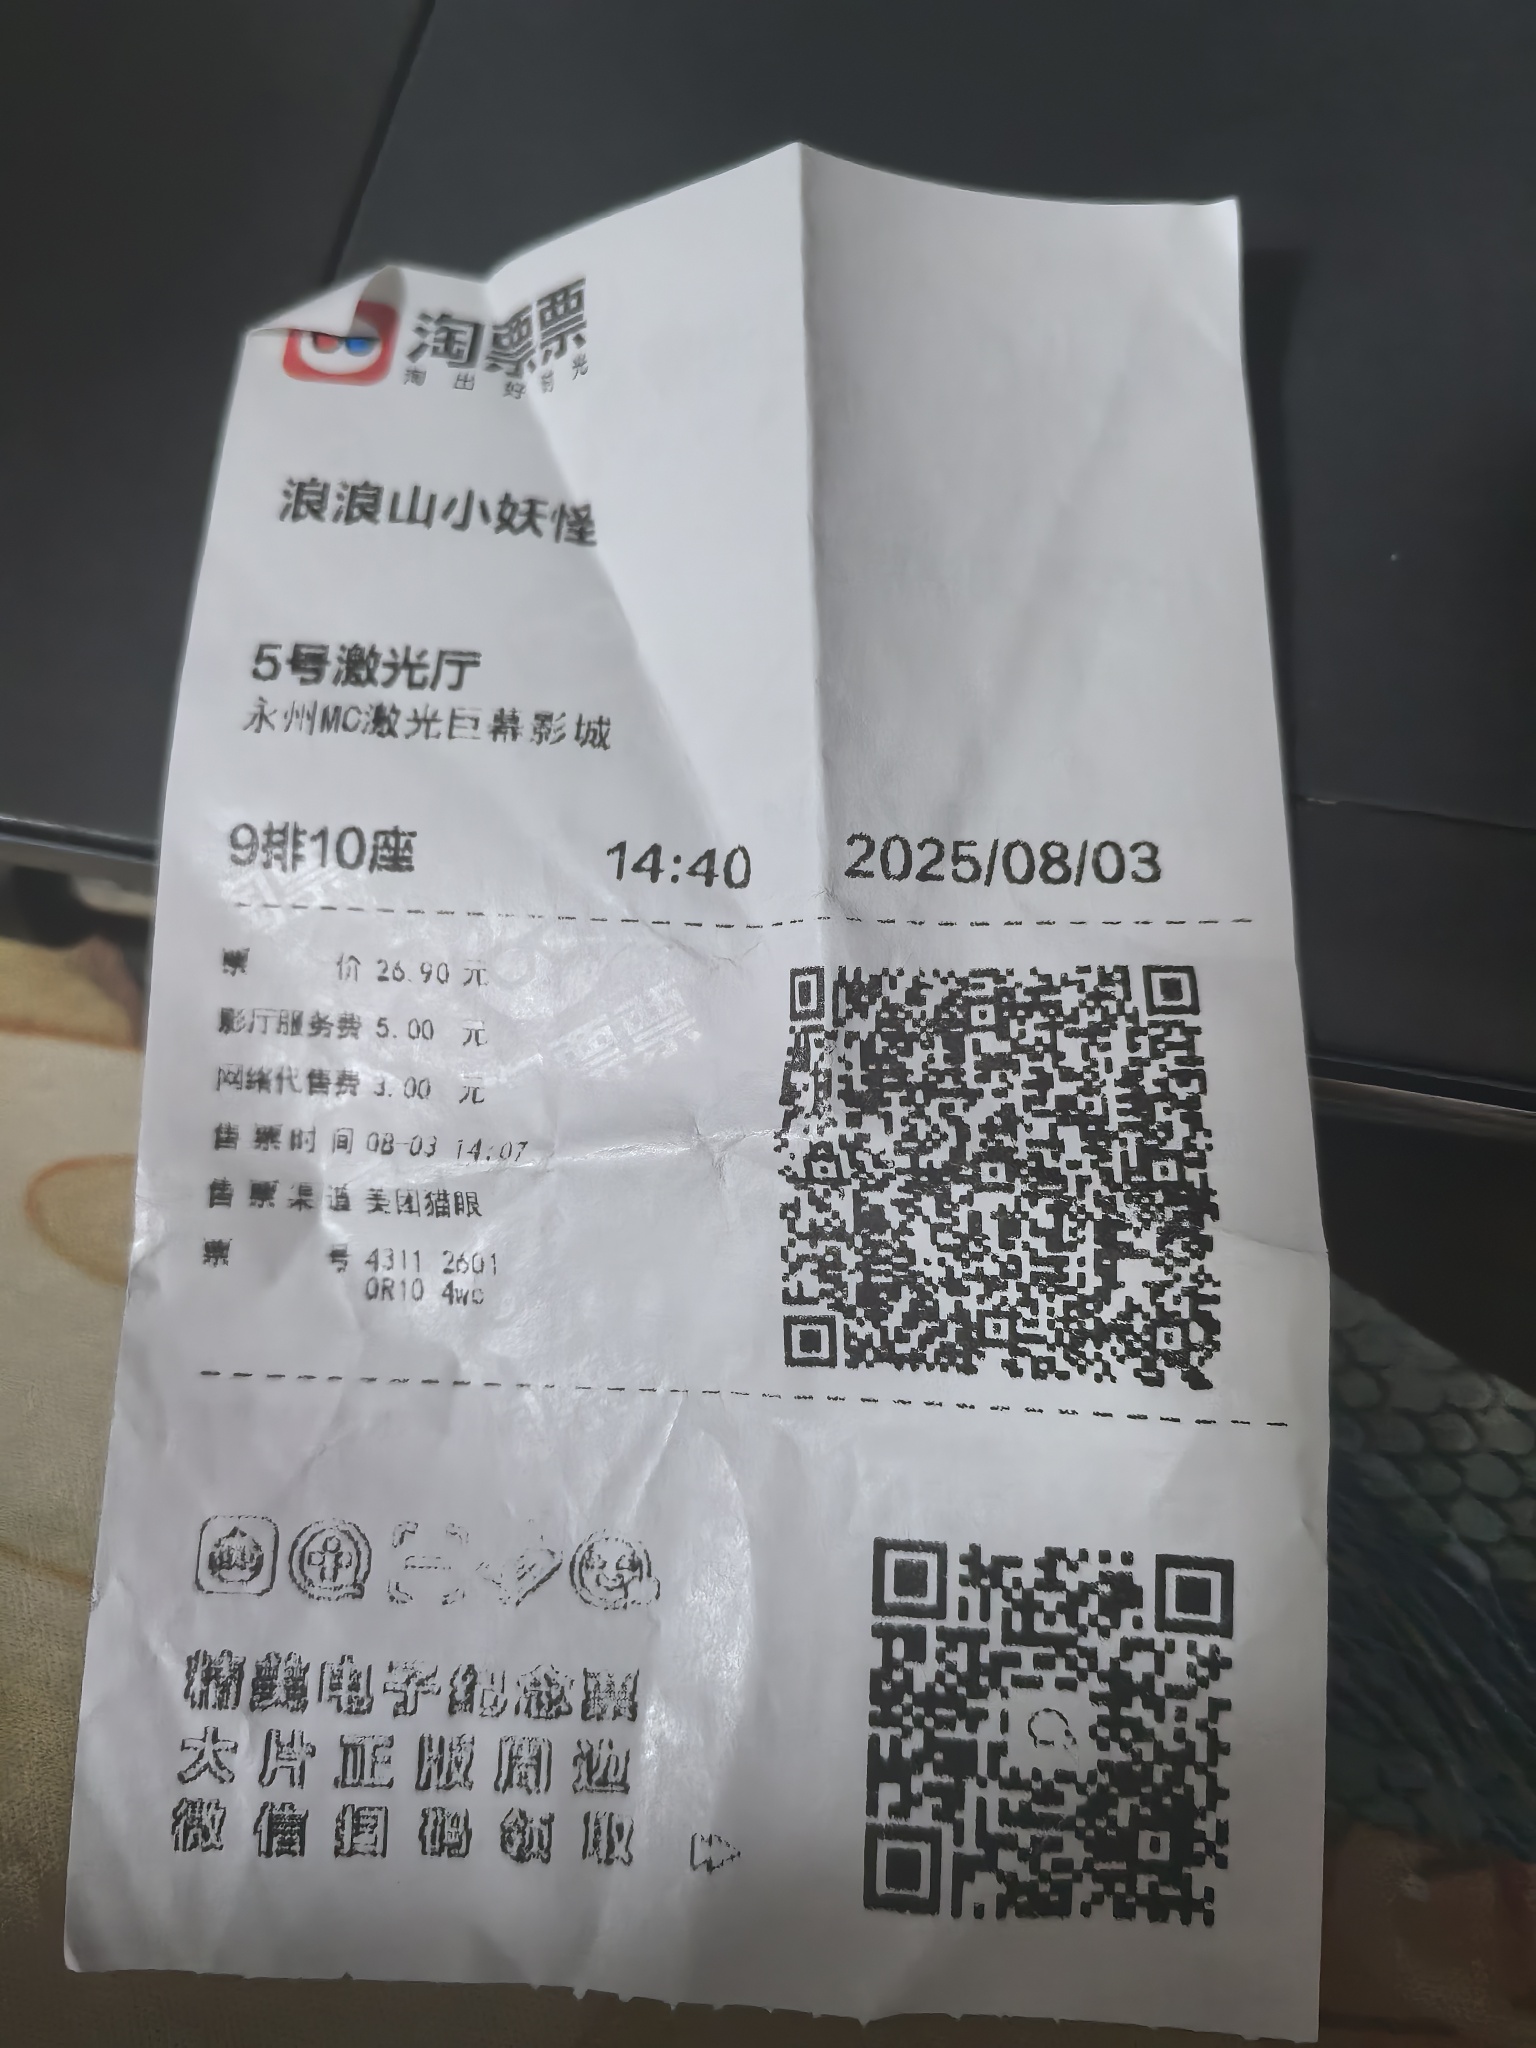 淘票票
淘出好时光
浪浪山小妖怪
5号激光厅
永州MC激光巨幕影城
9排10座 14:40 2025/08/03
票 价 26.90 元
影厅服务费 5.00 元
网络代售费 3.00 元
售票时间 08-03 14:07
售票渠道 美团猫眼
票 号 4311 2601
0R10
精美电子纪念票
大片正版周边
微信扫码领取